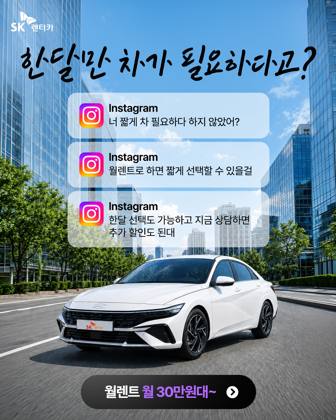 SK 렌터카
한달만 차가 필요하다고?
Instagram
너 짧게 차 필요하다 하지 않았어?
Instagram
월렌트로 하면 짧게 선택할 수 있을걸
Instagram
한달 선택도 가능하고 지금 상담하면
추가 할인도 된대
월렌트 월 30만원대~